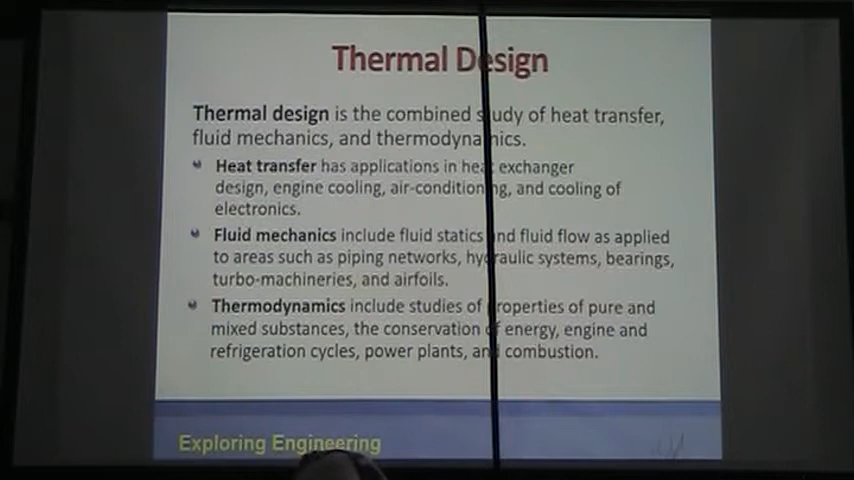 Thermal Design
Thermal design is the combined study of heat transfer,
fluid mechanics, and thermodynamics.
Heat transfer has applications in heat exchanger
design, engine cooling, air-conditioning, and cooling of
electronics.
Fluid mechanics include fluid statics and fluid flow as applied
to areas such as piping networks, hydraulic systems, bearings,
turbo-machineries, and airfoils.
Thermodynamics include studies of properties of pure and
mixed substances, the conservation of energy, engine and
refrigeration cycles, power plants, and combustion.
Exploring Engineering